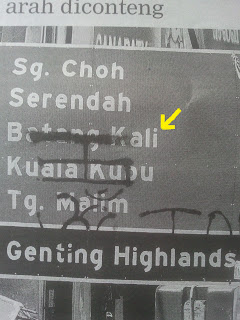 arah diconteng
Sg. Choh
Serendah
Batang Kali
Kuala Kubu
Tg. Malim
Genting Highlands